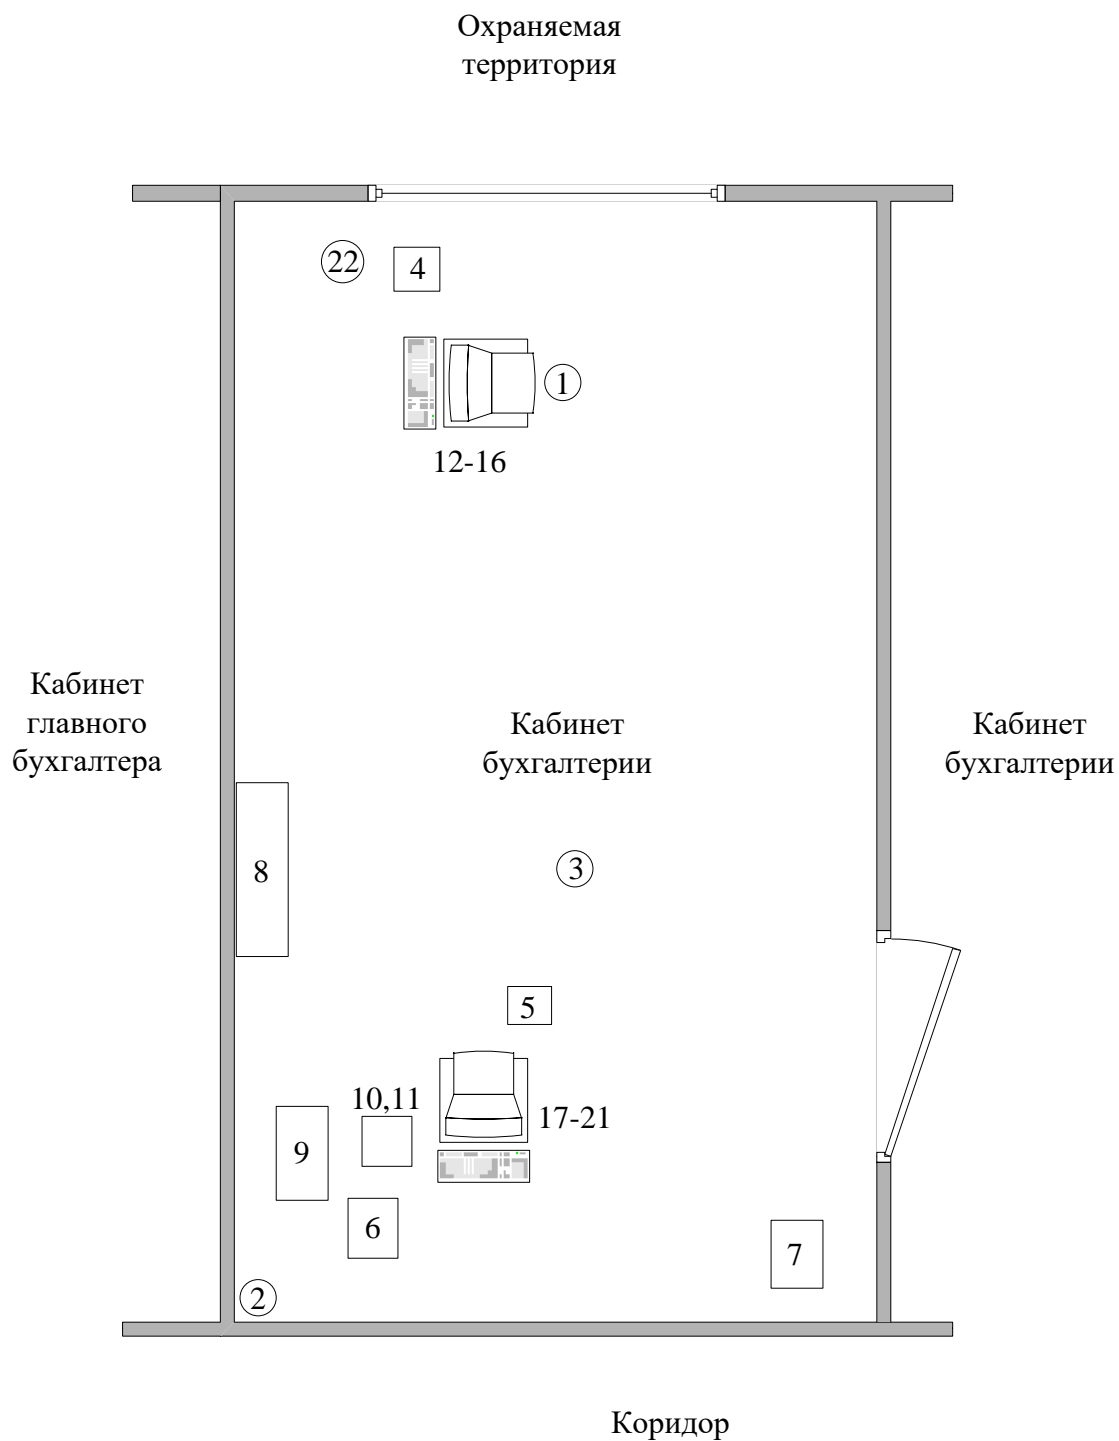 Охраняемая
территория
22
4
1
12-16
Кабинет
главного
бухгалтера
Кабинет
бухгалтерии
Кабинет
бухгалтерии
8
3
5
10,11
17-21
9
6
7
2
Коридор